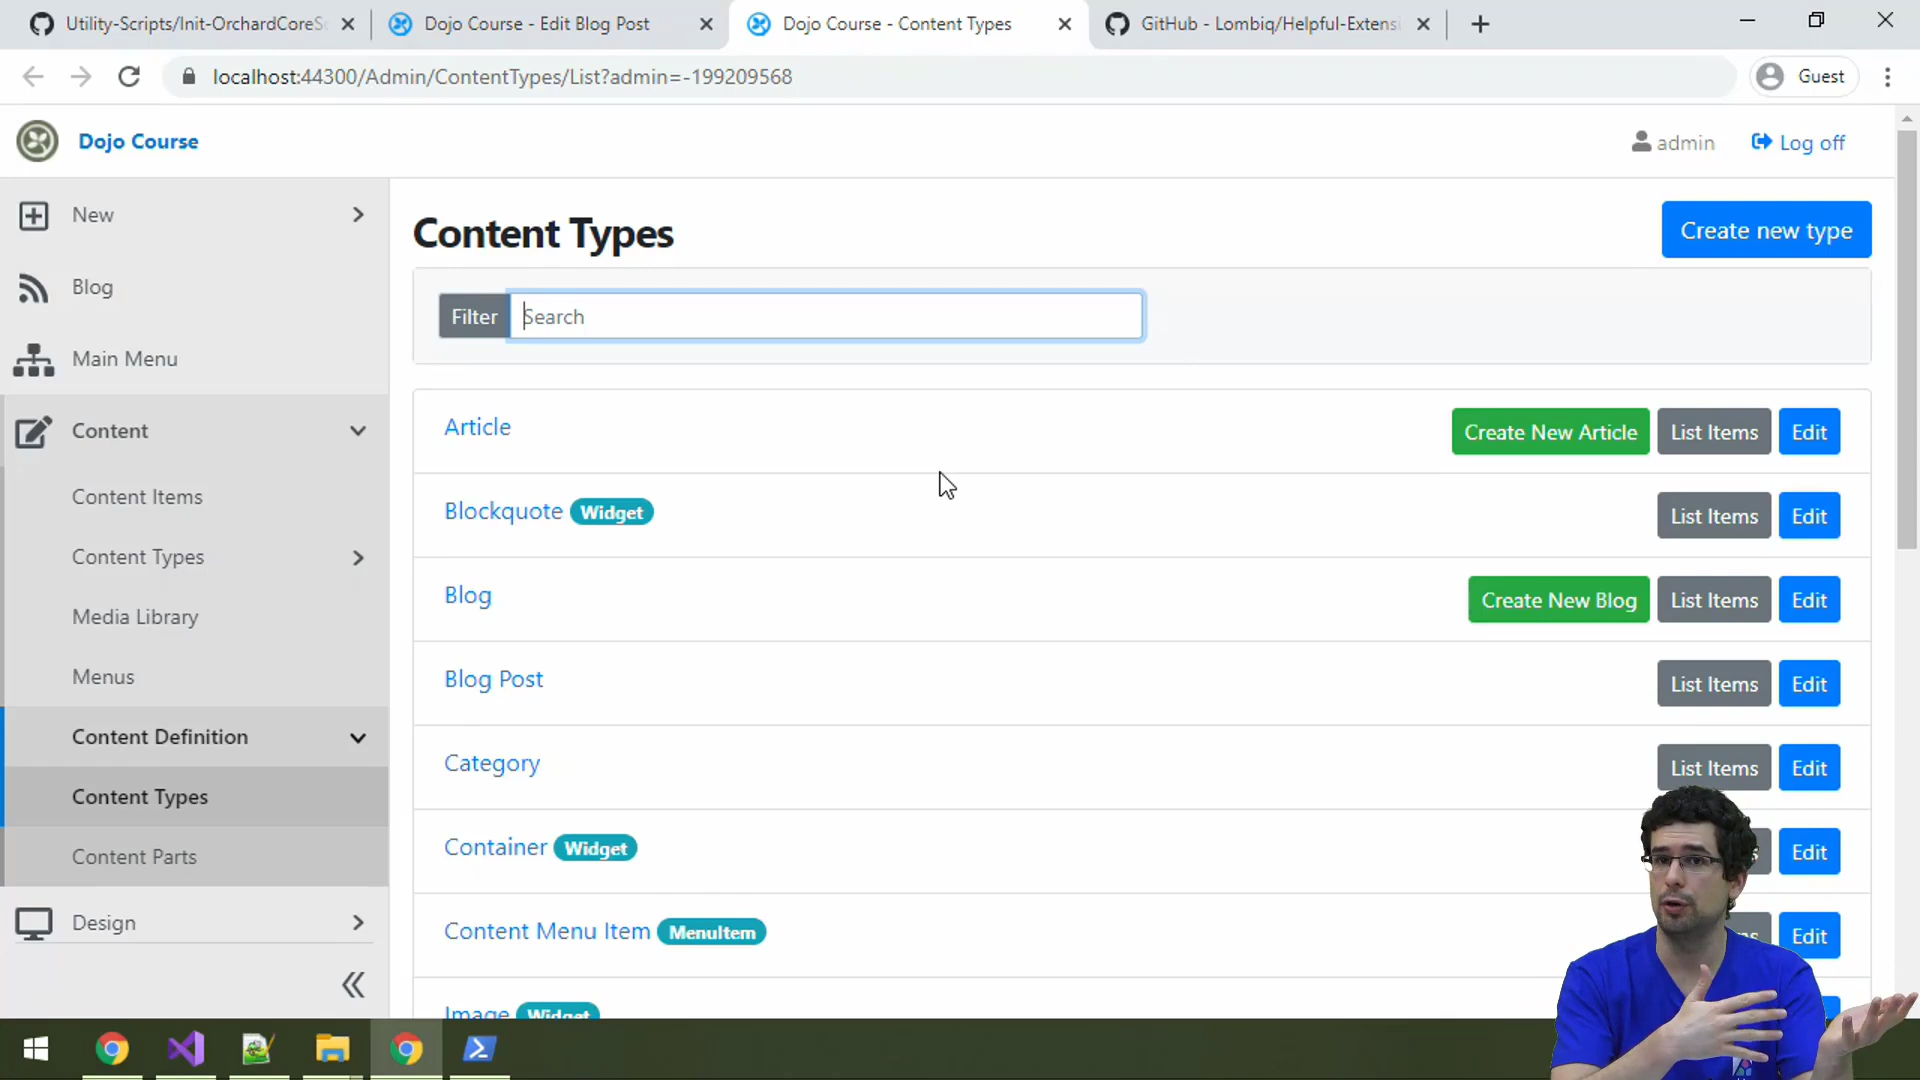 Utility-Scripts/Init-OrchardCoreSc
Dojo Course - Edit Blog Post
Dojo Course - Content Types
GitHub - Lombiq/Helpful-Extensi
localhost:44300/Admin/ContentTypes/List?admin=-199209568
Guest
Dojo Course
admin
Log off
New
Blog
Main Menu
Content
Content Items
Content Types
Media Library
Menus
Content Definition
Content Types
Content Parts
Design
Content Types
Create new type
Filter
Search
Article
Create New Article
List Items
Edit
Blockquote Widget
List Items
Edit
Blog
Create New Blog
List Items
Edit
Blog Post
List Items
Edit
Category
List Items
Edit
Container Widget
Edit
Content Menu Item MenuItem
Edit
Image Widget